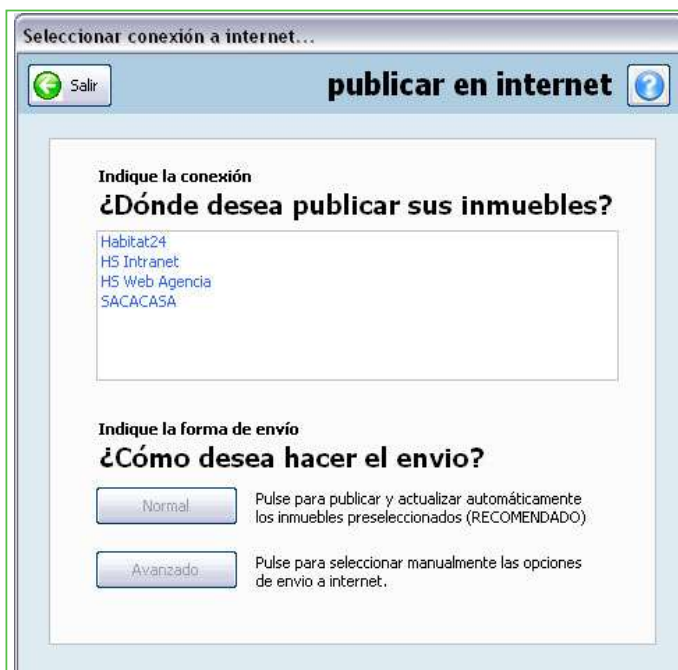 Seleccionar conexión a internet...
Salir
publicar en internet
Indique la conexión
¿Dónde desea publicar sus inmuebles?
Habitat24
HS Intranet
HS Web Agencia
SACACASA
Indique la forma de envío
¿Cómo desea hacer el envio?
Normal
Pulse para publicar y actualizar automáticamente
los inmuebles preseleccionados (RECOMENDADO)
Avanzado
Pulse para seleccionar manualmente las opciones
de envio a internet.